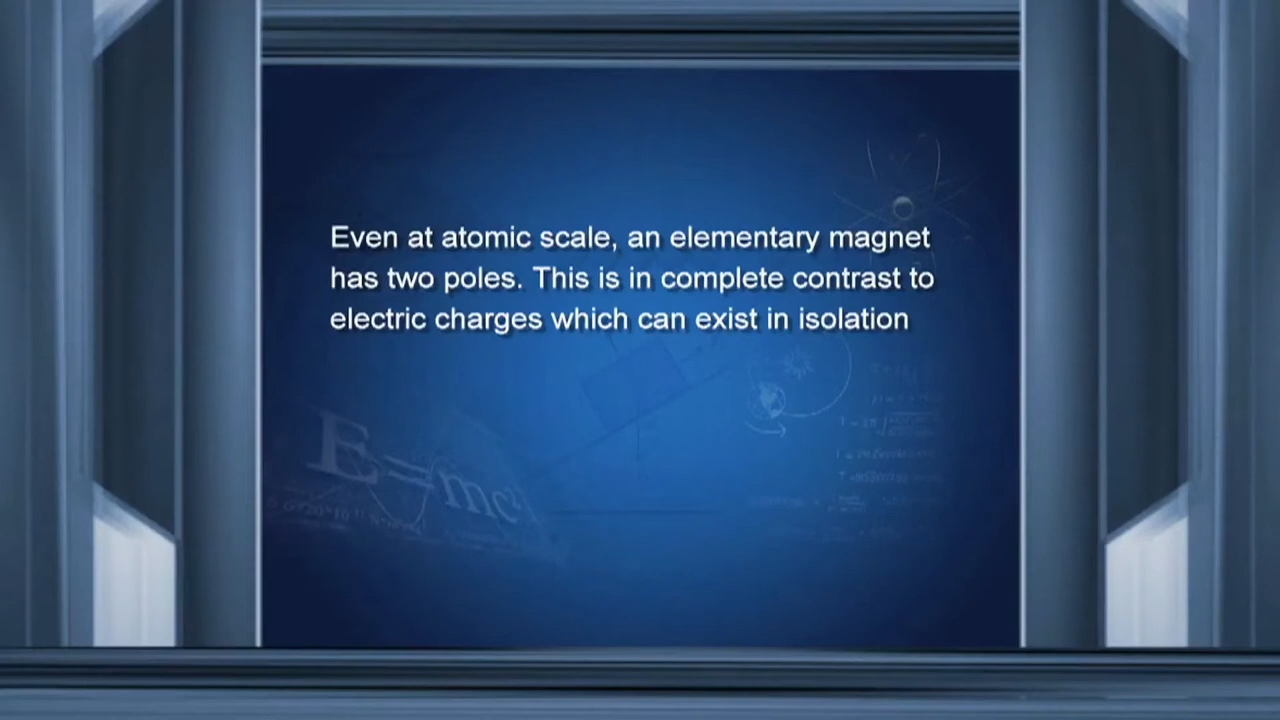 Even at atomic scale, an elementary magnet
has two poles. This is in complete contrast to
electric charges which can exist in isolation
E=mc²